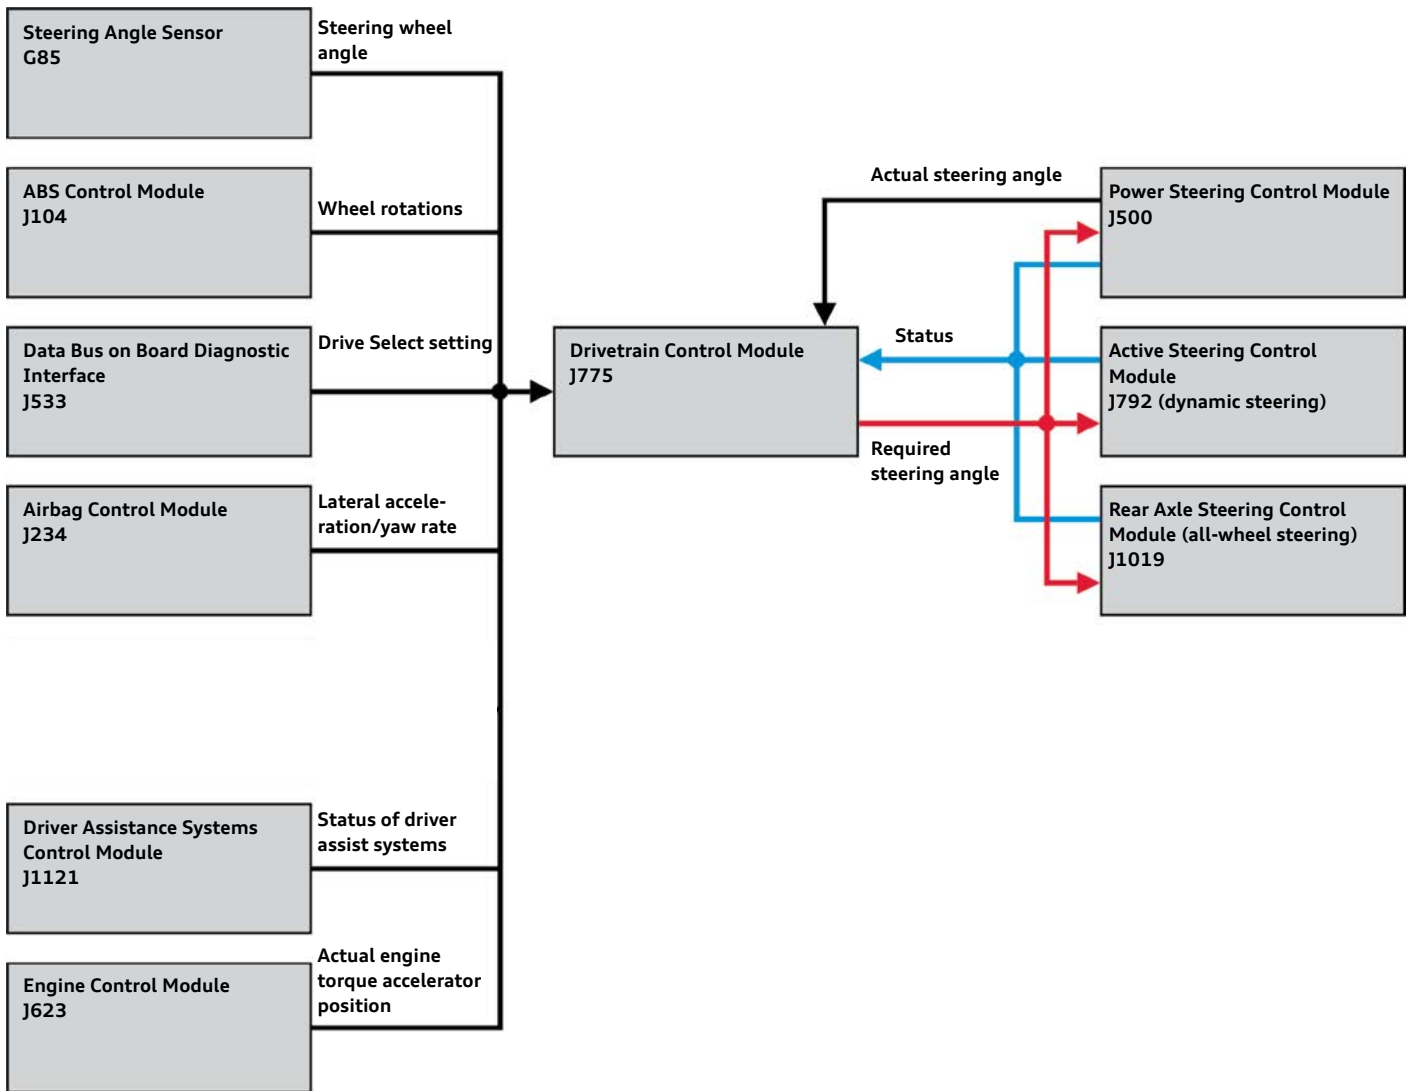 Steering Angle Sensor
G85
Steering wheel
angle
ABS Control Module
J104
Wheel rotations
Data Bus on Board Diagnostic
Interface
J533
Drive Select setting
Airbag Control Module
J234
Lateral accele-
ration/yaw rate
Driver Assistance Systems
Control Module
J1121
Status of driver
assist systems
Engine Control Module
J623
Actual engine
torque accelerator
position
Drivetrain Control Module
J775
Actual steering angle
Status
Required
steering angle
Power Steering Control Module
J500
Active Steering Control
Module
J792 (dynamic steering)
Rear Axle Steering Control
Module (all-wheel steering)
J1019